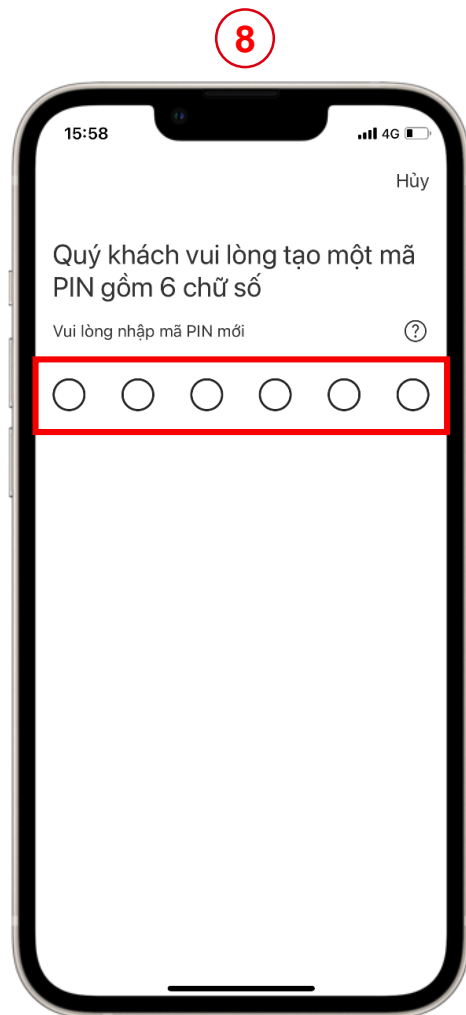 8
15:58
4G
Hủy
Quý khách vui lòng tạo một mã
PIN gồm 6 chữ số
Vui lòng nhập mã PIN mới
?